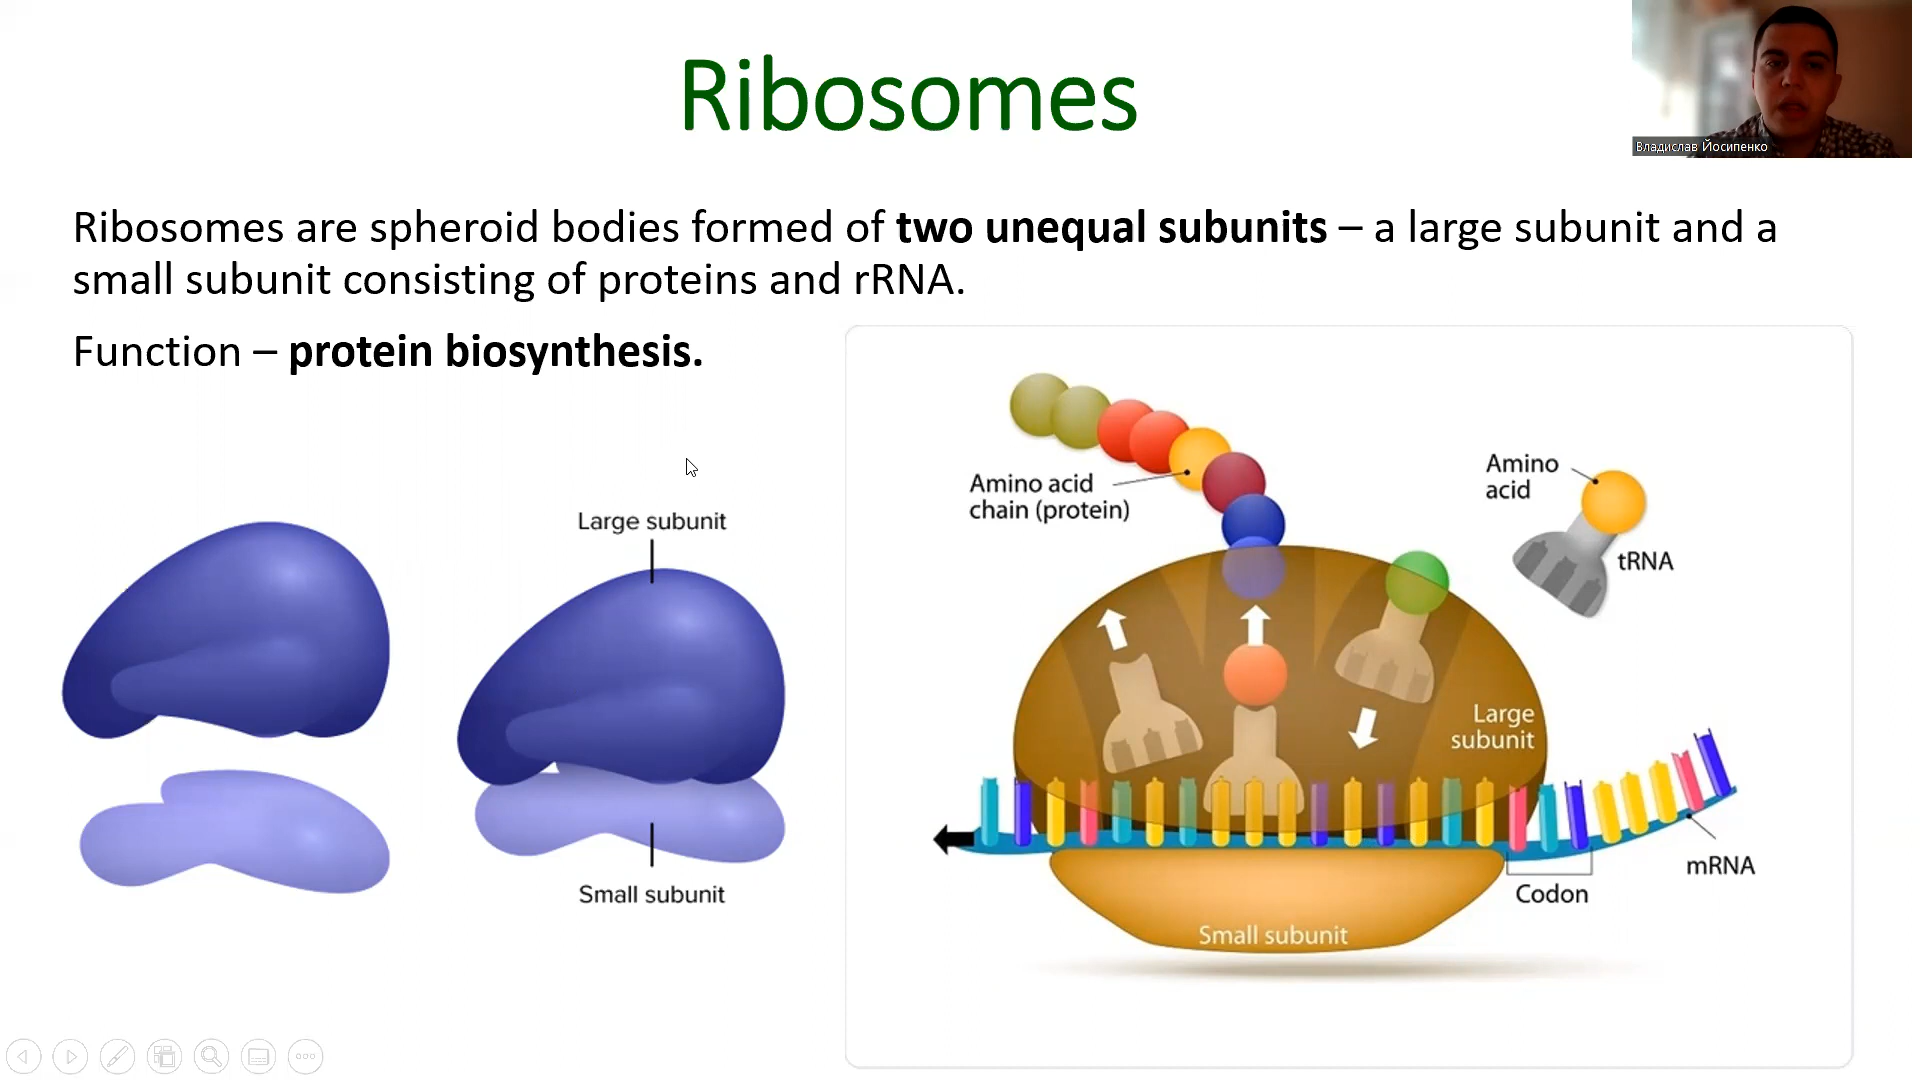 Ribosomes
Владислав Йосипенко
Ribosomes are spheroid bodies formed of two unequal subunits – a large subunit and a
small subunit consisting of proteins and rRNA.
Function – protein biosynthesis.
Large subunit
Small subunit
Amino acid
chain (protein)
Amino
acid
tRNA
Large
subunit
mRNA
Codon
Small subunit